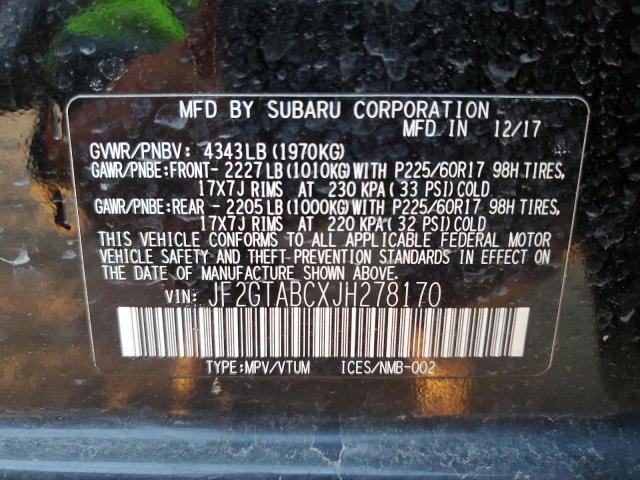 MFD BY SUBARU CORPORATION
MFD IN 12/17
GVWR/PNBV: 4343LB (1970KG)
GAWR/PNBE:FRONT- 2227LB (1010KG) WITH P225/60R17 98H TIRES,
17X7J RIMS AT 230 KPA (33 PSI) COLD
GAWR/PNBE:REAR - 2205LB (1000KG) WITH P225/60R17 98H TIRES,
17X7J RIMS AT 220 KPA (32 PSI) COLD
THIS VEHICLE CONFORMS TO ALL APPLICABLE FEDERAL MOTOR
VEHICLE SAFETY AND THEFT-PREVENTION STANDARDS IN EFFECT
ON THE DATE OF MANUFACTURE SHOWN ABOVE.
VIN: JF2GTABCXJH278170
TYPE:MPV/VTUM ICES/NMB-002